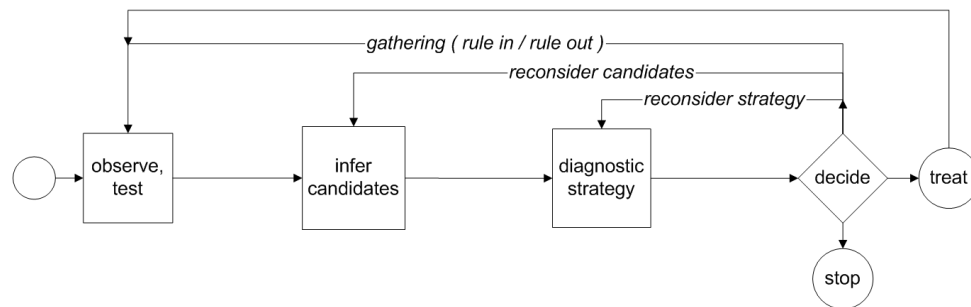 gathering ( rule in / rule out )
reconsider candidates
reconsider strategy
observe,
test
infer
candidates
diagnostic
strategy
decide
treat
stop